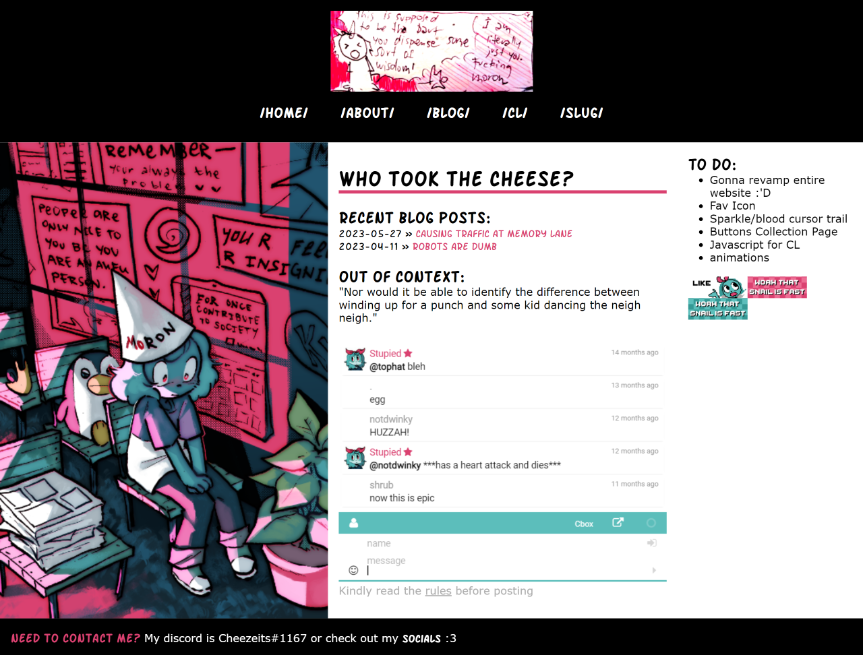 this is supposed
to be the part
you dispense some
sort of
wisdom!
I am
literally
just you.
Fucking
moron
/HOME/ /ABOUT/ /BLOG/ /CL/ /SLUG/
REMEMBER—
your always the
problem
PEOPLE ARE
ONLY NICE TO
YOU BC YOU
ARE AN AWFUL
PERSON.
YOU R
R INSIGNI
FOR ONCE
CONTRIBUTE
TO SOCIETY
MORON
WHO TOOK THE CHEESE?
RECENT BLOG POSTS:
2023-05-27 » CAUSING TRAFFIC AT MEMORY LANE
2023-04-11 » ROBOTS ARE DUMB
OUT OF CONTEXT:
"Nor would it be able to identify the difference between
winding up for a punch and some kid dancing the neigh
neigh."
Stupied 14 months ago
@tophat bleh
. 13 months ago
egg
notdwinky 12 months ago
HUZZAH!
Stupied 12 months ago
@notdwinky ***has a heart attack and dies***
shrub 11 months ago
now this is epic
Cbox
name
message
Kindly read the rules before posting
TO DO:
• Gonna revamp entire
website :'D
• Fav Icon
• Sparkle/blood cursor trail
• Buttons Collection Page
• Javascript for CL
• animations
LIKE
WOAH THAT
SNAIL IS FAST
WOAH THAT
SNAIL IS FAST
NEED TO CONTACT ME? My discord is Cheezeits#1167 or check out my SOCIALS :3